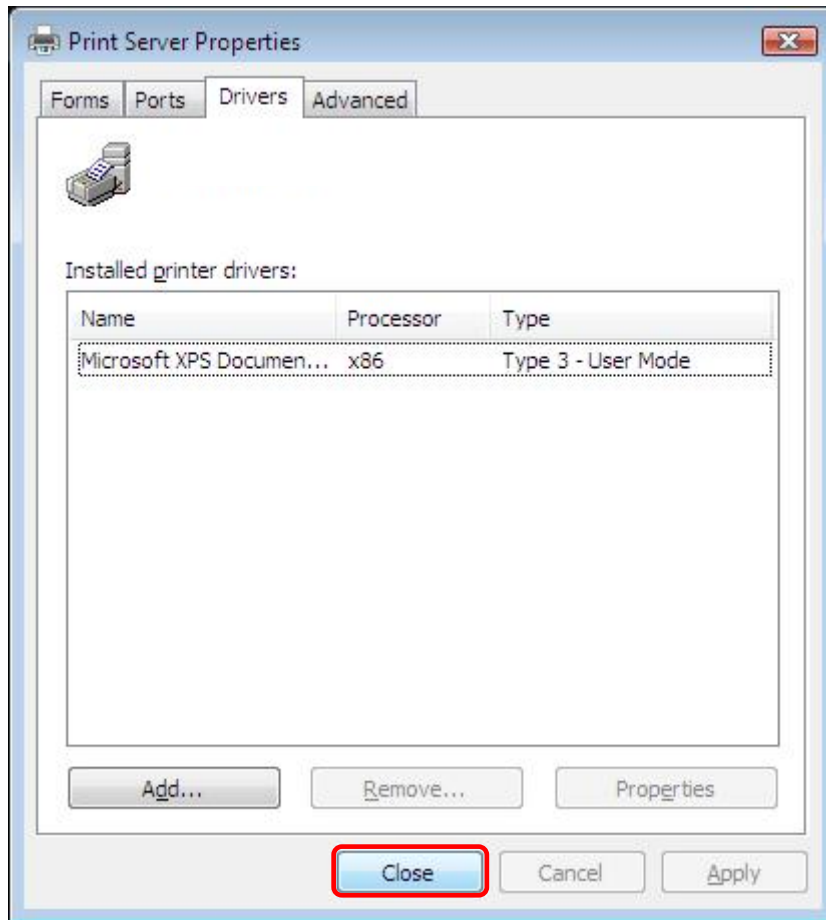 Print Server Properties
Forms Ports Drivers Advanced
Installed printer drivers:
Name Processor Type
Microsoft XPS Documen... x86 Type 3 - User Mode
Add... Remove... Properties
Close Cancel Apply